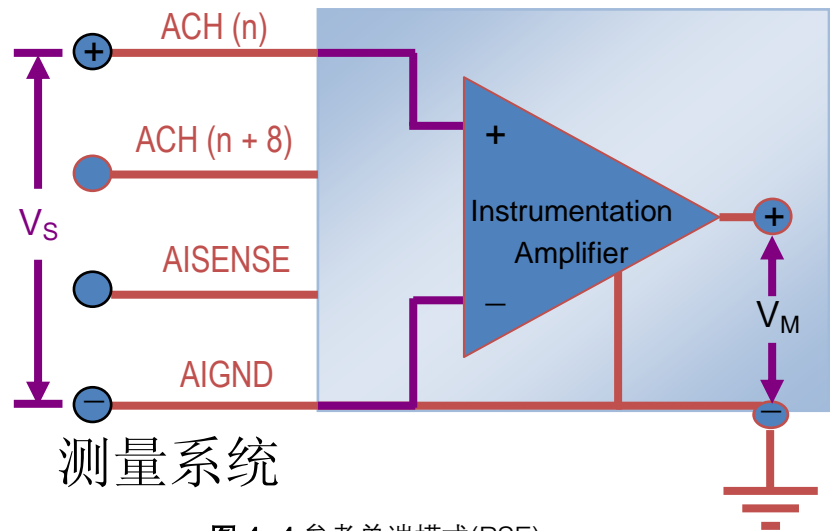 ACH (n)
+
ACH (n + 8)
+
VS
Instrumentation
Amplifier
+
AISENSE
−
VM
AIGND
−
−
测量系统